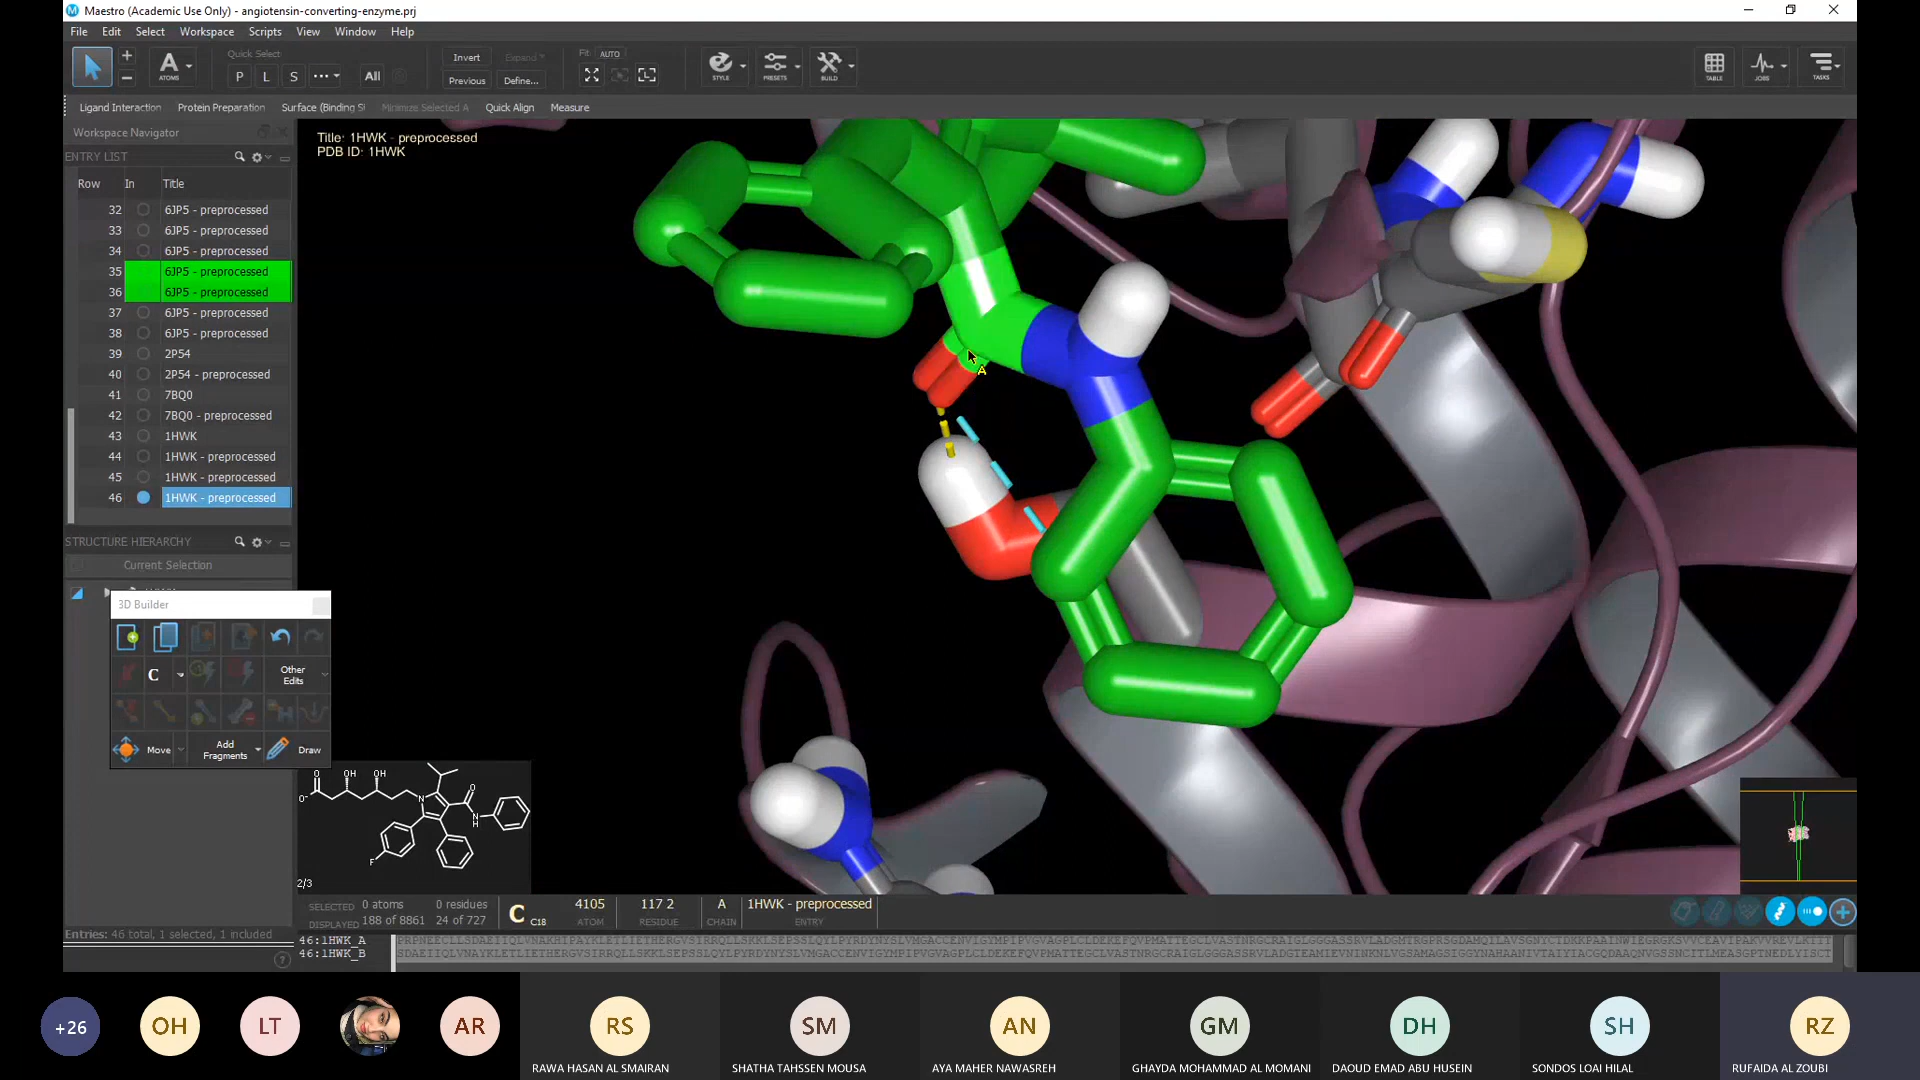 Maestro (Academic Use Only) - angiotensin-converting-enzyme.prj
File Edit Select Workspace Scripts View Window Help
ATOMS
Quick Select
P L S ... All
Invert Expand
Previous Define...
Fit: AUTO
STYLE PRESETS BUILD
TABLE JOBS TASKS
Ligand Interaction Protein Preparation Surface (Binding S Minimize Selected A Quick Align Measure
Workspace Navigator
ENTRY LIST
Row In Title
32 6JP5 - preprocessed
33 6JP5 - preprocessed
34 6JP5 - preprocessed
35 6JP5 - preprocessed
36 6JP5 - preprocessed
37 6JP5 - preprocessed
38 6JP5 - preprocessed
39 2P54
40 2P54 - preprocessed
41 7BQ0
42 7BQ0 - preprocessed
43 1HWK
44 1HWK - preprocessed
45 1HWK - preprocessed
46 1HWK - preprocessed
STRUCTURE HIERARCHY
Current Selection
3D Builder
C
Other
Edits
Move
Add
Fragments
Draw
Entries: 46 total, 1 selected, 1 included
Title: 1HWK - preprocessed
PDB ID: 1HWK
A
O OH OH
O-
N
O
N
H
F
2/3
SELECTED 0 atoms 0 residues
DISPLAYED 188 of 8861 24 of 727
C C18
4105
ATOM
117 2
RESIDUE
A
CHAIN
1HWK - preprocessed
ENTRY
46:1HWK_A
46:1HWK_B
+26
OH
LT
AR
RS
RAWA HASAN AL SMAIRAN
SM
SHATHA TAHSSEN MOUSA
AN
AYA MAHER NAWASREH
GM
GHAYDA MOHAMMAD AL MOMANI
DH
DAOUD EMAD ABU HUSEIN
SH
SONDOS LOAI HILAL
RZ
RUFAIDA AL ZOUBI